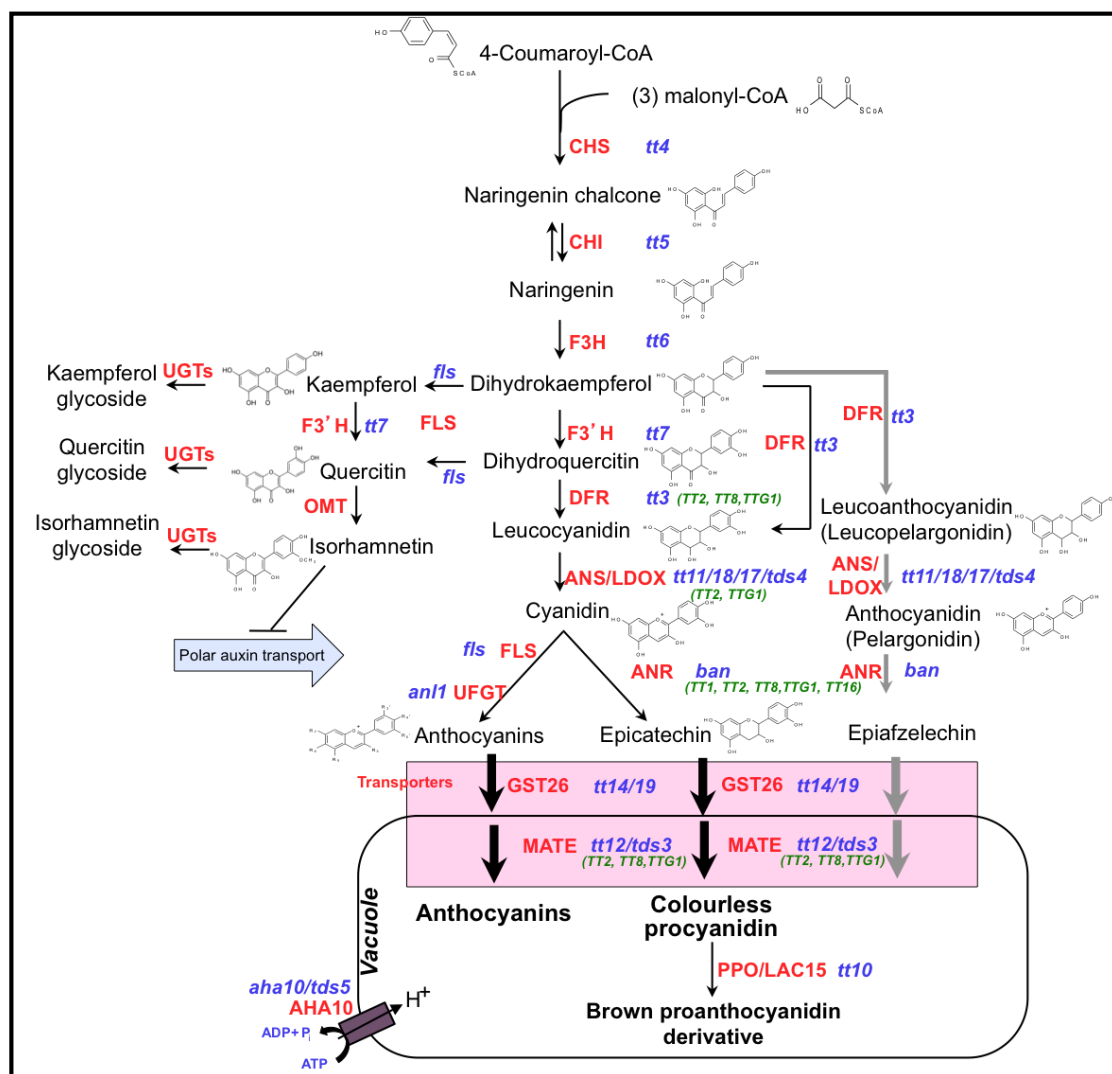 4-Coumaroyl-CoA
(3) malonyl-CoA
CHS tt4
Naringenin chalcone
CHI tt5
Naringenin
F3H tt6
Kaempferol glycoside
UGTs
Kaempferol
fls
Dihydrokaempferol
DFR tt3
DFR tt3
F3'H tt7
FLS
F3'H tt7
Quercitin glycoside
UGTs
Quercitin
fls
Dihydroquercitin
OMT
DFR tt3 (TT2, TT8,TTG1)
Isorhamnetin glycoside
UGTs
Isorhamnetin
Leucocyanidin
Leucoanthocyanidin
(Leucopelargonidin)
ANS/LDOX tt11/18/17/tds4
(TT2, TTG1)
ANS/
LDOX tt11/18/17/tds4
Cyanidin
Anthocyanidin
(Pelargonidin)
Polar auxin transport
fls FLS
ANR ban
(TT1, TT2, TT8,TTG1, TT16)
ANR ban
anl1 UFGT
Anthocyanins
Epicatechin
Epiafzelechin
Transporters
GST26 tt14/19
GST26 tt14/19
MATE tt12/tds3
(TT2, TT8,TTG1)
MATE tt12/tds3
(TT2, TT8,TTG1)
Vacuole
Anthocyanins
Colourless
procyanidin
PPO/LAC15 tt10
Brown proanthocyanidin
derivative
aha10/tds5
AHA10
H+
ADP+ Pi
ATP